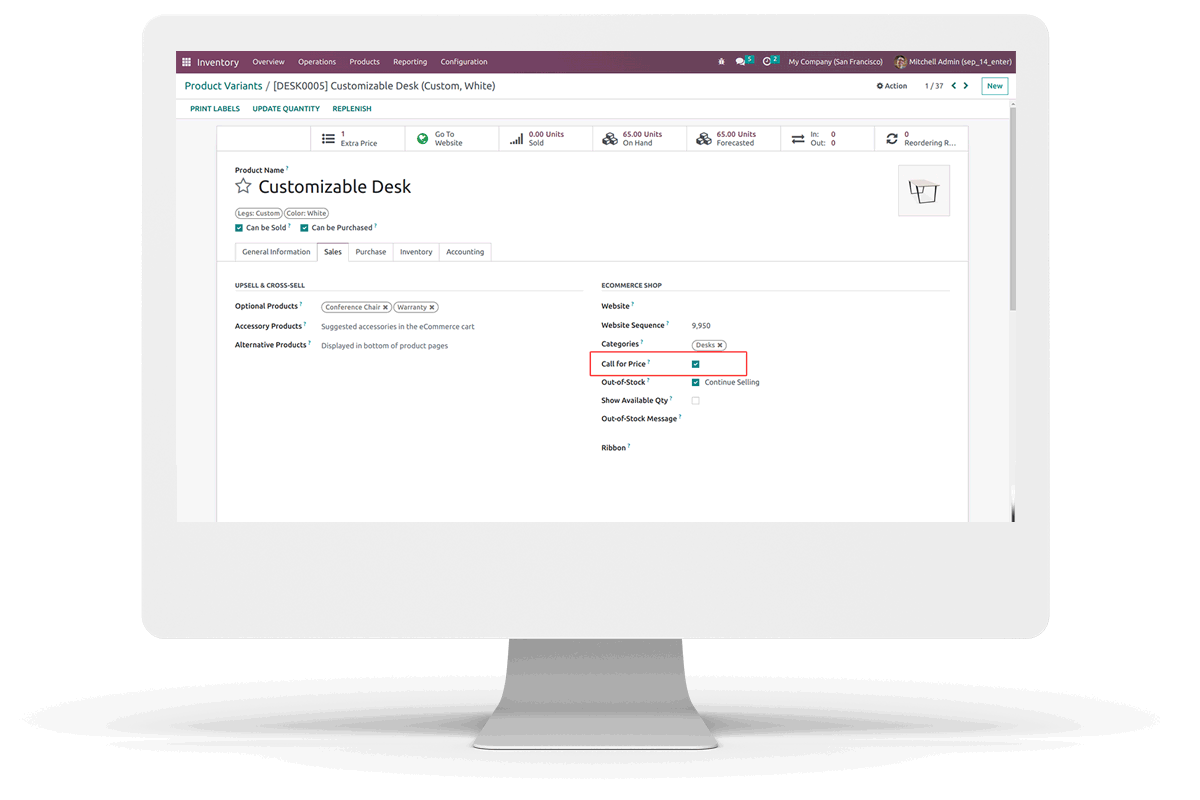 Inventory Overview Operations Products Reporting Configuration 5 2 My Company (San Francisco) Mitchell Admin (sep_14_enter)
Product Variants / [DESK0005] Customizable Desk (Custom, White) Action 1 / 37 New
PRINT LABELS UPDATE QUANTITY REPLENISH
1 Extra Price
Go To Website
0.00 Units Sold
65.00 Units On Hand
65.00 Units Forecasted
In: 0
Out: 0
0 Reordering R...
Product Name ?
Customizable Desk
Legs: Custom Color: White
Can be Sold ? Can be Purchased ?
General Information Sales Purchase Inventory Accounting
UPSELL & CROSS-SELL
Optional Products ? Conference Chair × Warranty ×
Accessory Products ? Suggested accessories in the eCommerce cart
Alternative Products ? Displayed in bottom of product pages
ECOMMERCE SHOP
Website ?
Website Sequence ? 9,950
Categories ? Desks ×
Call for Price ?
Out-of-Stock ? Continue Selling
Show Available Qty ?
Out-of-Stock Message ?
Ribbon ?